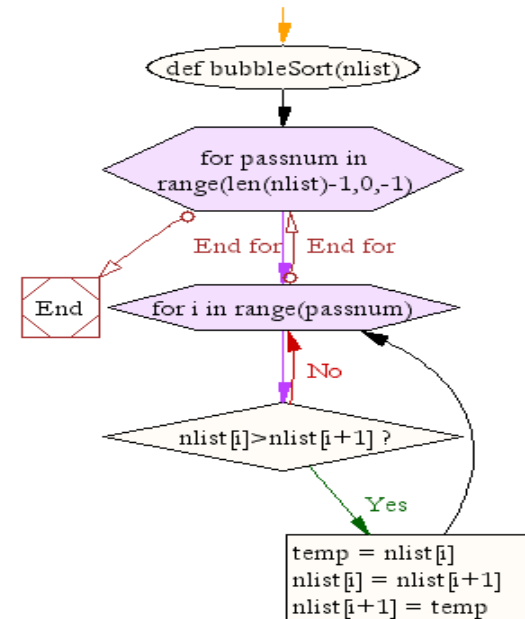 def bubbleSort(nlist)
for passnum in
range(len(nlist)-1,0,-1)
End for
End for
End
for i in range(passnum)
No
nlist[i]>nlist[i+1] ?
Yes
temp = nlist[i]
nlist[i] = nlist[i+1]
nlist[i+1] = temp